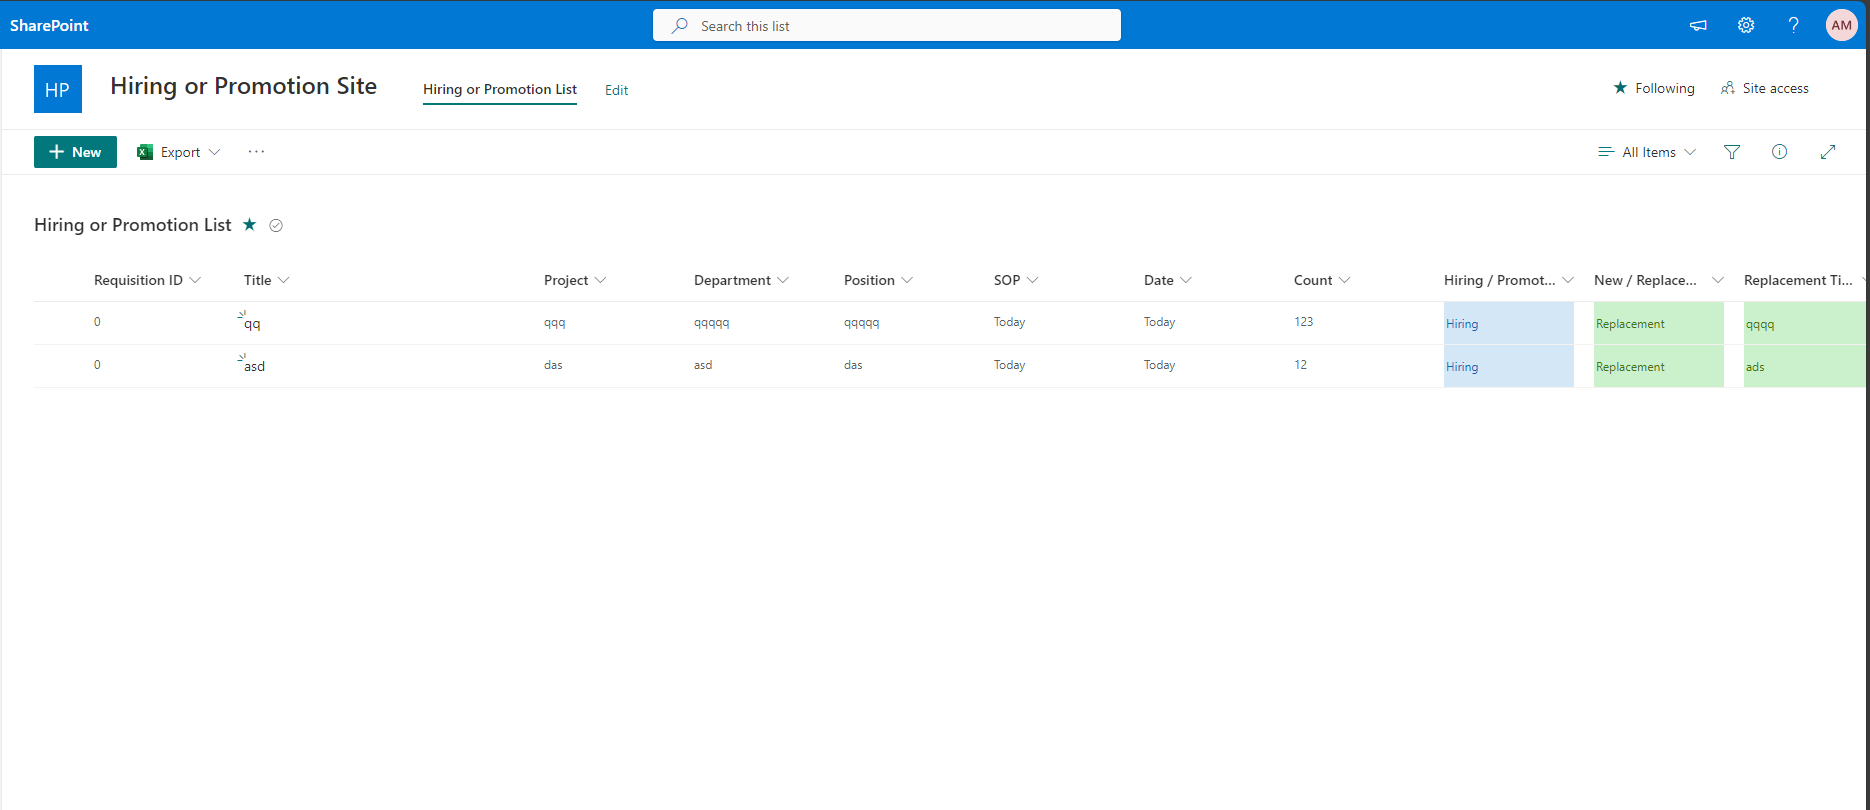 SharePoint
Search this list
AM
HP
Hiring or Promotion Site
Hiring or Promotion List
Edit
Following
Site access
New
Export
All Items
Hiring or Promotion List
Requisition ID Title Project Department Position SOP Date Count Hiring / Promot... New / Replace... Replacement Ti...
0 qq qqq qqqqq qqqqq Today Today 123 Hiring Replacement qqqq
0 asd das asd das Today Today 12 Hiring Replacement ads